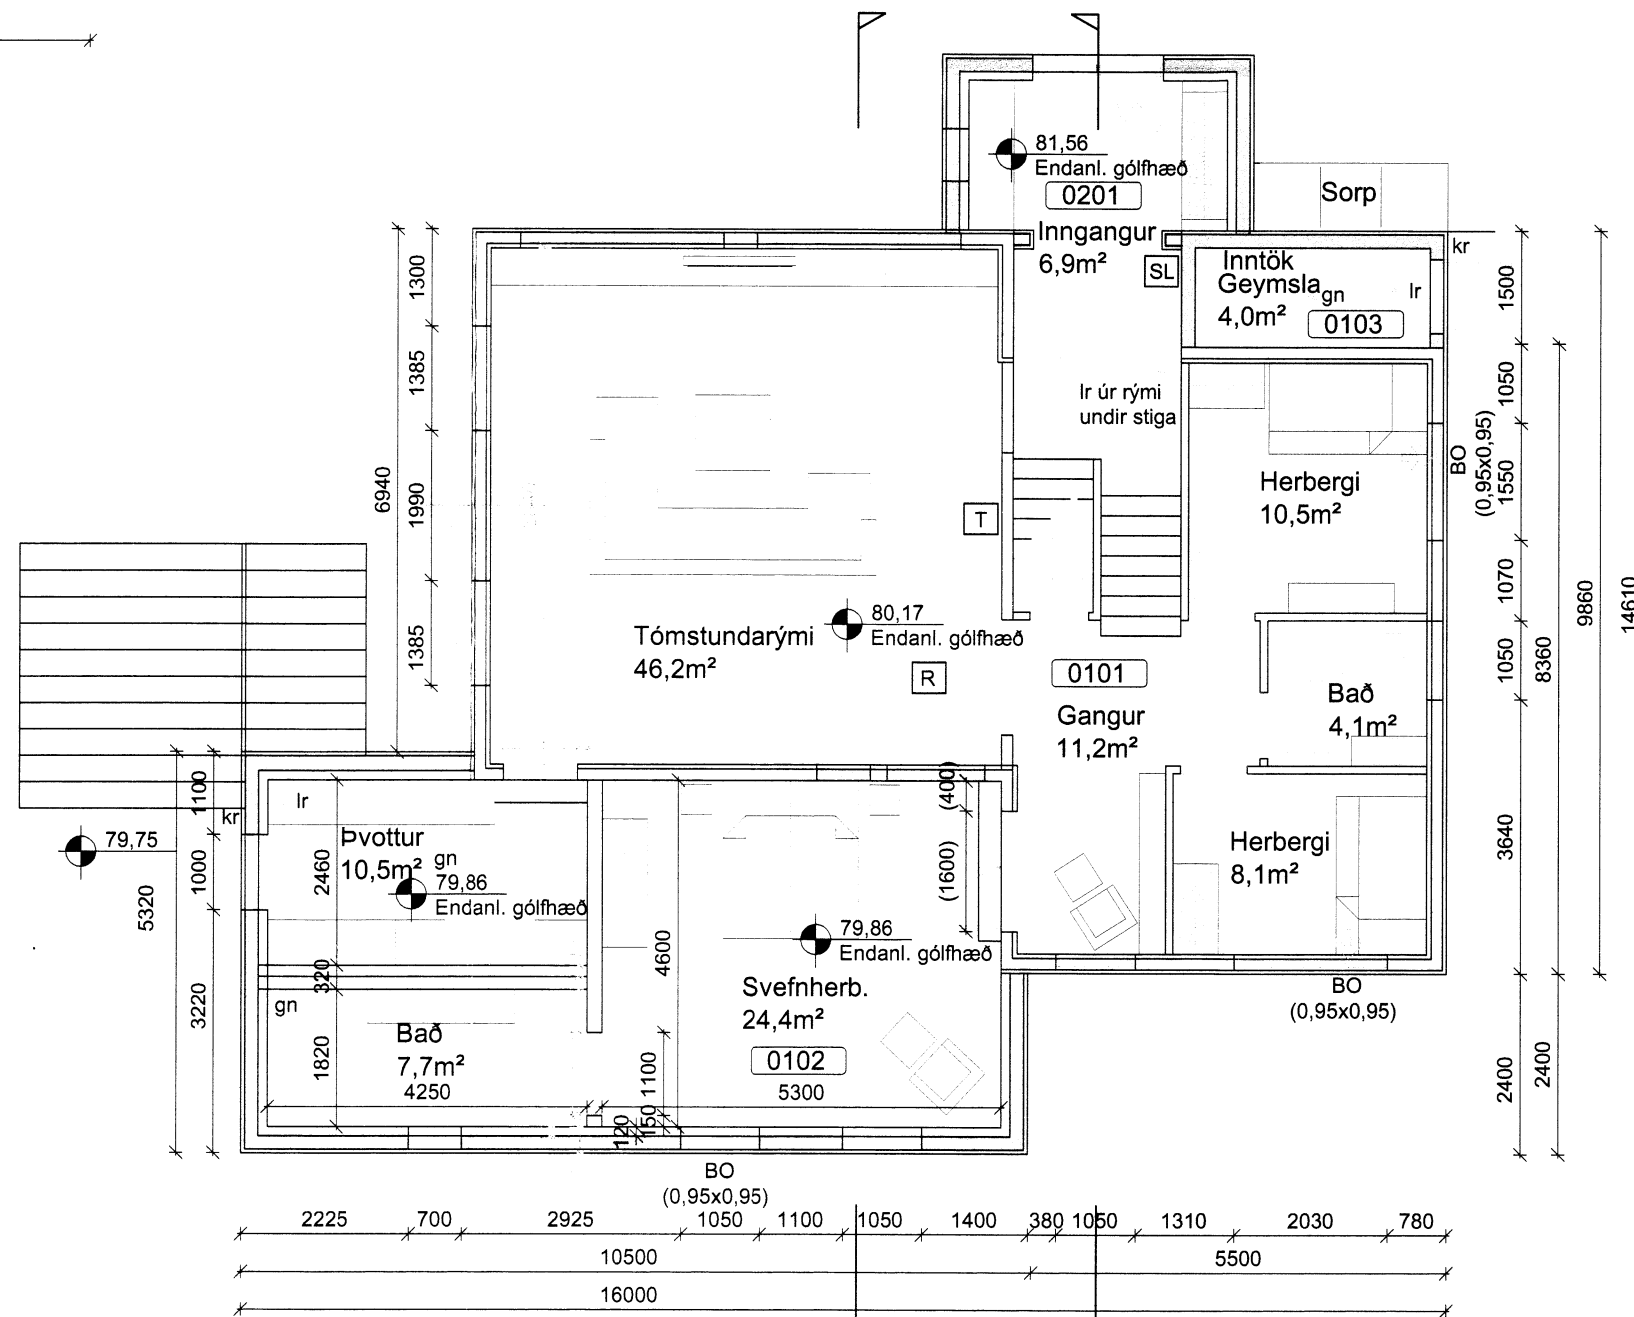 81,56
Endanl. gólfhæð
0201
Inngangur
6,9m²
Sorp
SL
Inntök
Geymsla
gn
lr
4,0m²
0103
kr
1300
1385
1990
1385
6940
lr úr rými
undir stiga
T
Herbergi
10,5m²
BO
(0,95x0,95)
1500
1050
1550
1070
1050
3640
2400
8360
2400
9860
14610
80,17
Endanl. gólfhæð
Tómstundarými
46,2m²
R
0101
Gangur
11,2m²
Bað
4,1m²
Herbergi
8,1m²
BO
(0,95x0,95)
kr
79,75
1100
1000
3220
5320
lr
Þvottur
10,5m²
gn
79,86
Endanl. gólfhæð
2460
320
1820
gn
Bað
7,7m²
4250
(400)
(1600)
79,86
Endanl. gólfhæð
4600
Svefnherb.
24,4m²
0102
5300
1100
150
120
BO
(0,95x0,95)
2225 700 2925 1050 1100 1050 1400 380 1050 1310 2030 780
10500 5500
16000